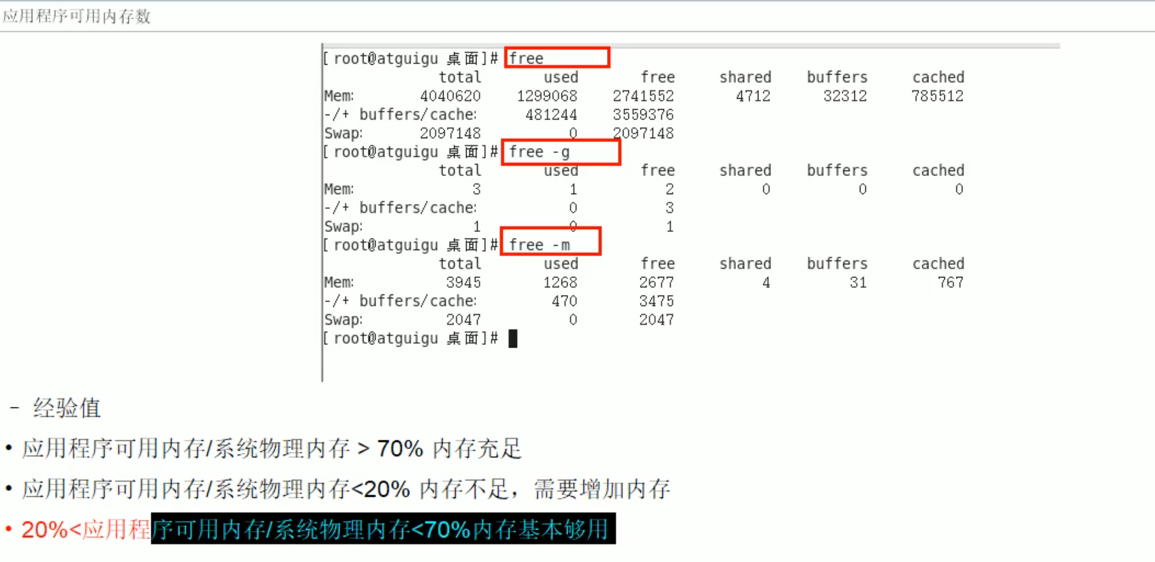 应用程序可用内存数
[root@atguigu 桌面]# free
total used free shared buffers cached
Mem: 4040620 1299068 2741552 4712 32312 785512
-/+ buffers/cache: 481244 3559376
Swap: 2097148 0 2097148
[root@atguigu 桌面]# free -g
total used free shared buffers cached
Mem: 3 1 2 0 0 0
-/+ buffers/cache: 0 3
Swap: 1 0 1
[root@atguigu 桌面]# free -m
total used free shared buffers cached
Mem: 3945 1268 2677 4 31 767
-/+ buffers/cache: 470 3475
Swap: 2047 0 2047
[root@atguigu 桌面]#
- 经验值
• 应用程序可用内存/系统物理内存 > 70% 内存充足
• 应用程序可用内存/系统物理内存<20% 内存不足，需要增加内存
• 20%<应用程序可用内存/系统物理内存<70%内存基本够用